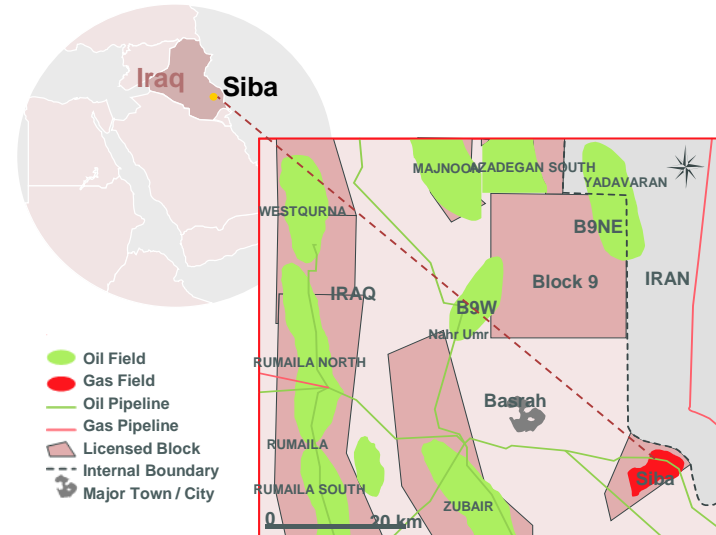 Iraq
Siba
MAJNOON
AZADEGAN SOUTH
YADAVARAN
WESTQURNA
B9NE
Block 9
IRAN
IRAQ
B9W
Nahr Umr
RUMAILA NORTH
Basrah
RUMAILA
Siba
RUMAILA SOUTH
ZUBAIR
0 20 km
Oil Field
Gas Field
Oil Pipeline
Gas Pipeline
Licensed Block
Internal Boundary
Major Town / City